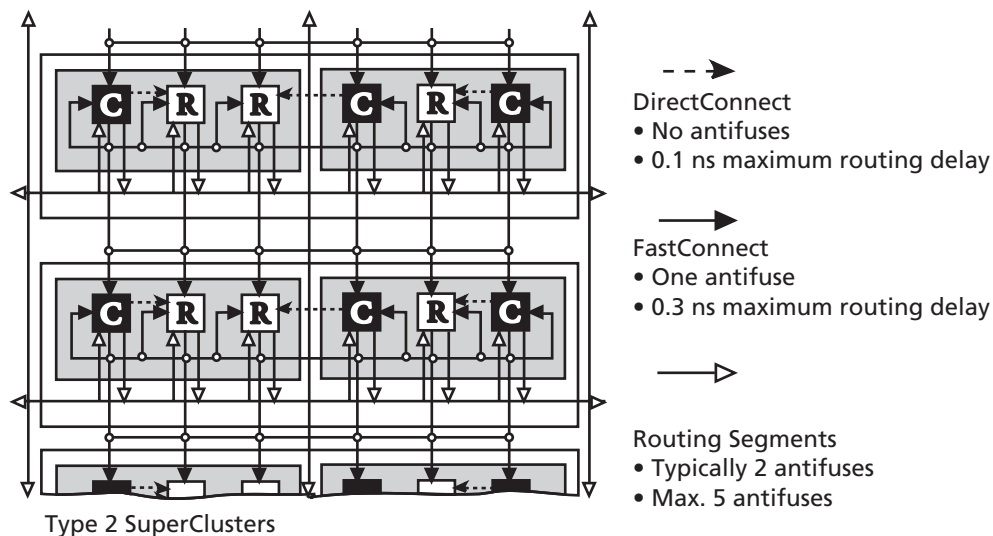 C R R C R C
DirectConnect
• No antifuses
• 0.1 ns maximum routing delay
FastConnect
• One antifuse
• 0.3 ns maximum routing delay
C R R C R C
Routing Segments
• Typically 2 antifuses
• Max. 5 antifuses
Type 2 SuperClusters